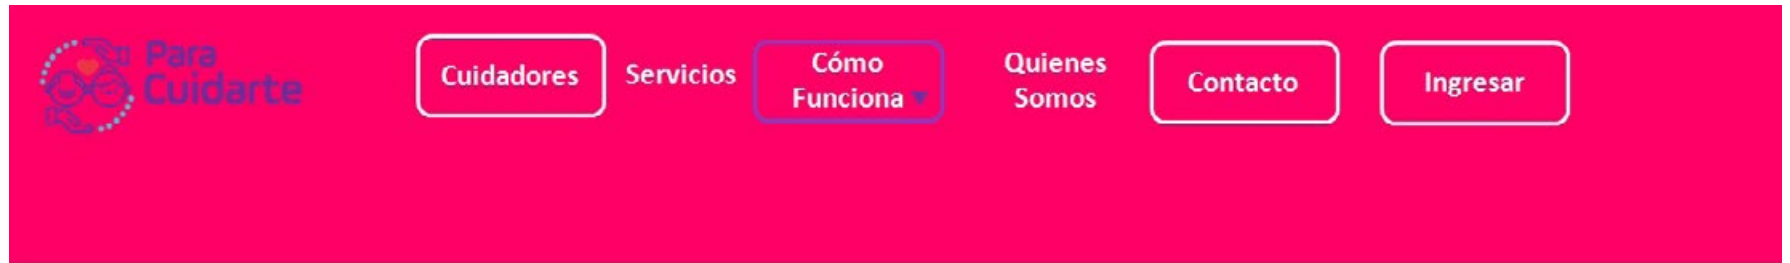 Para
Cuidarte
Cuidadores
Servicios
Cómo
Funciona
Quienes
Somos
Contacto
Ingresar